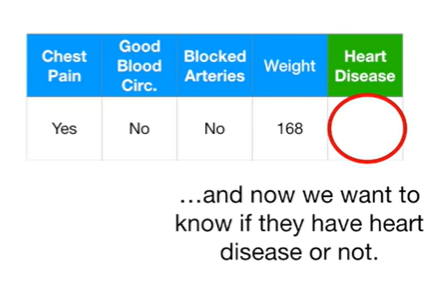 Chest Pain
Good Blood Circ.
Blocked Arteries
Weight
Heart Disease
Yes
No
No
168
…and now we want to
know if they have heart
disease or not.